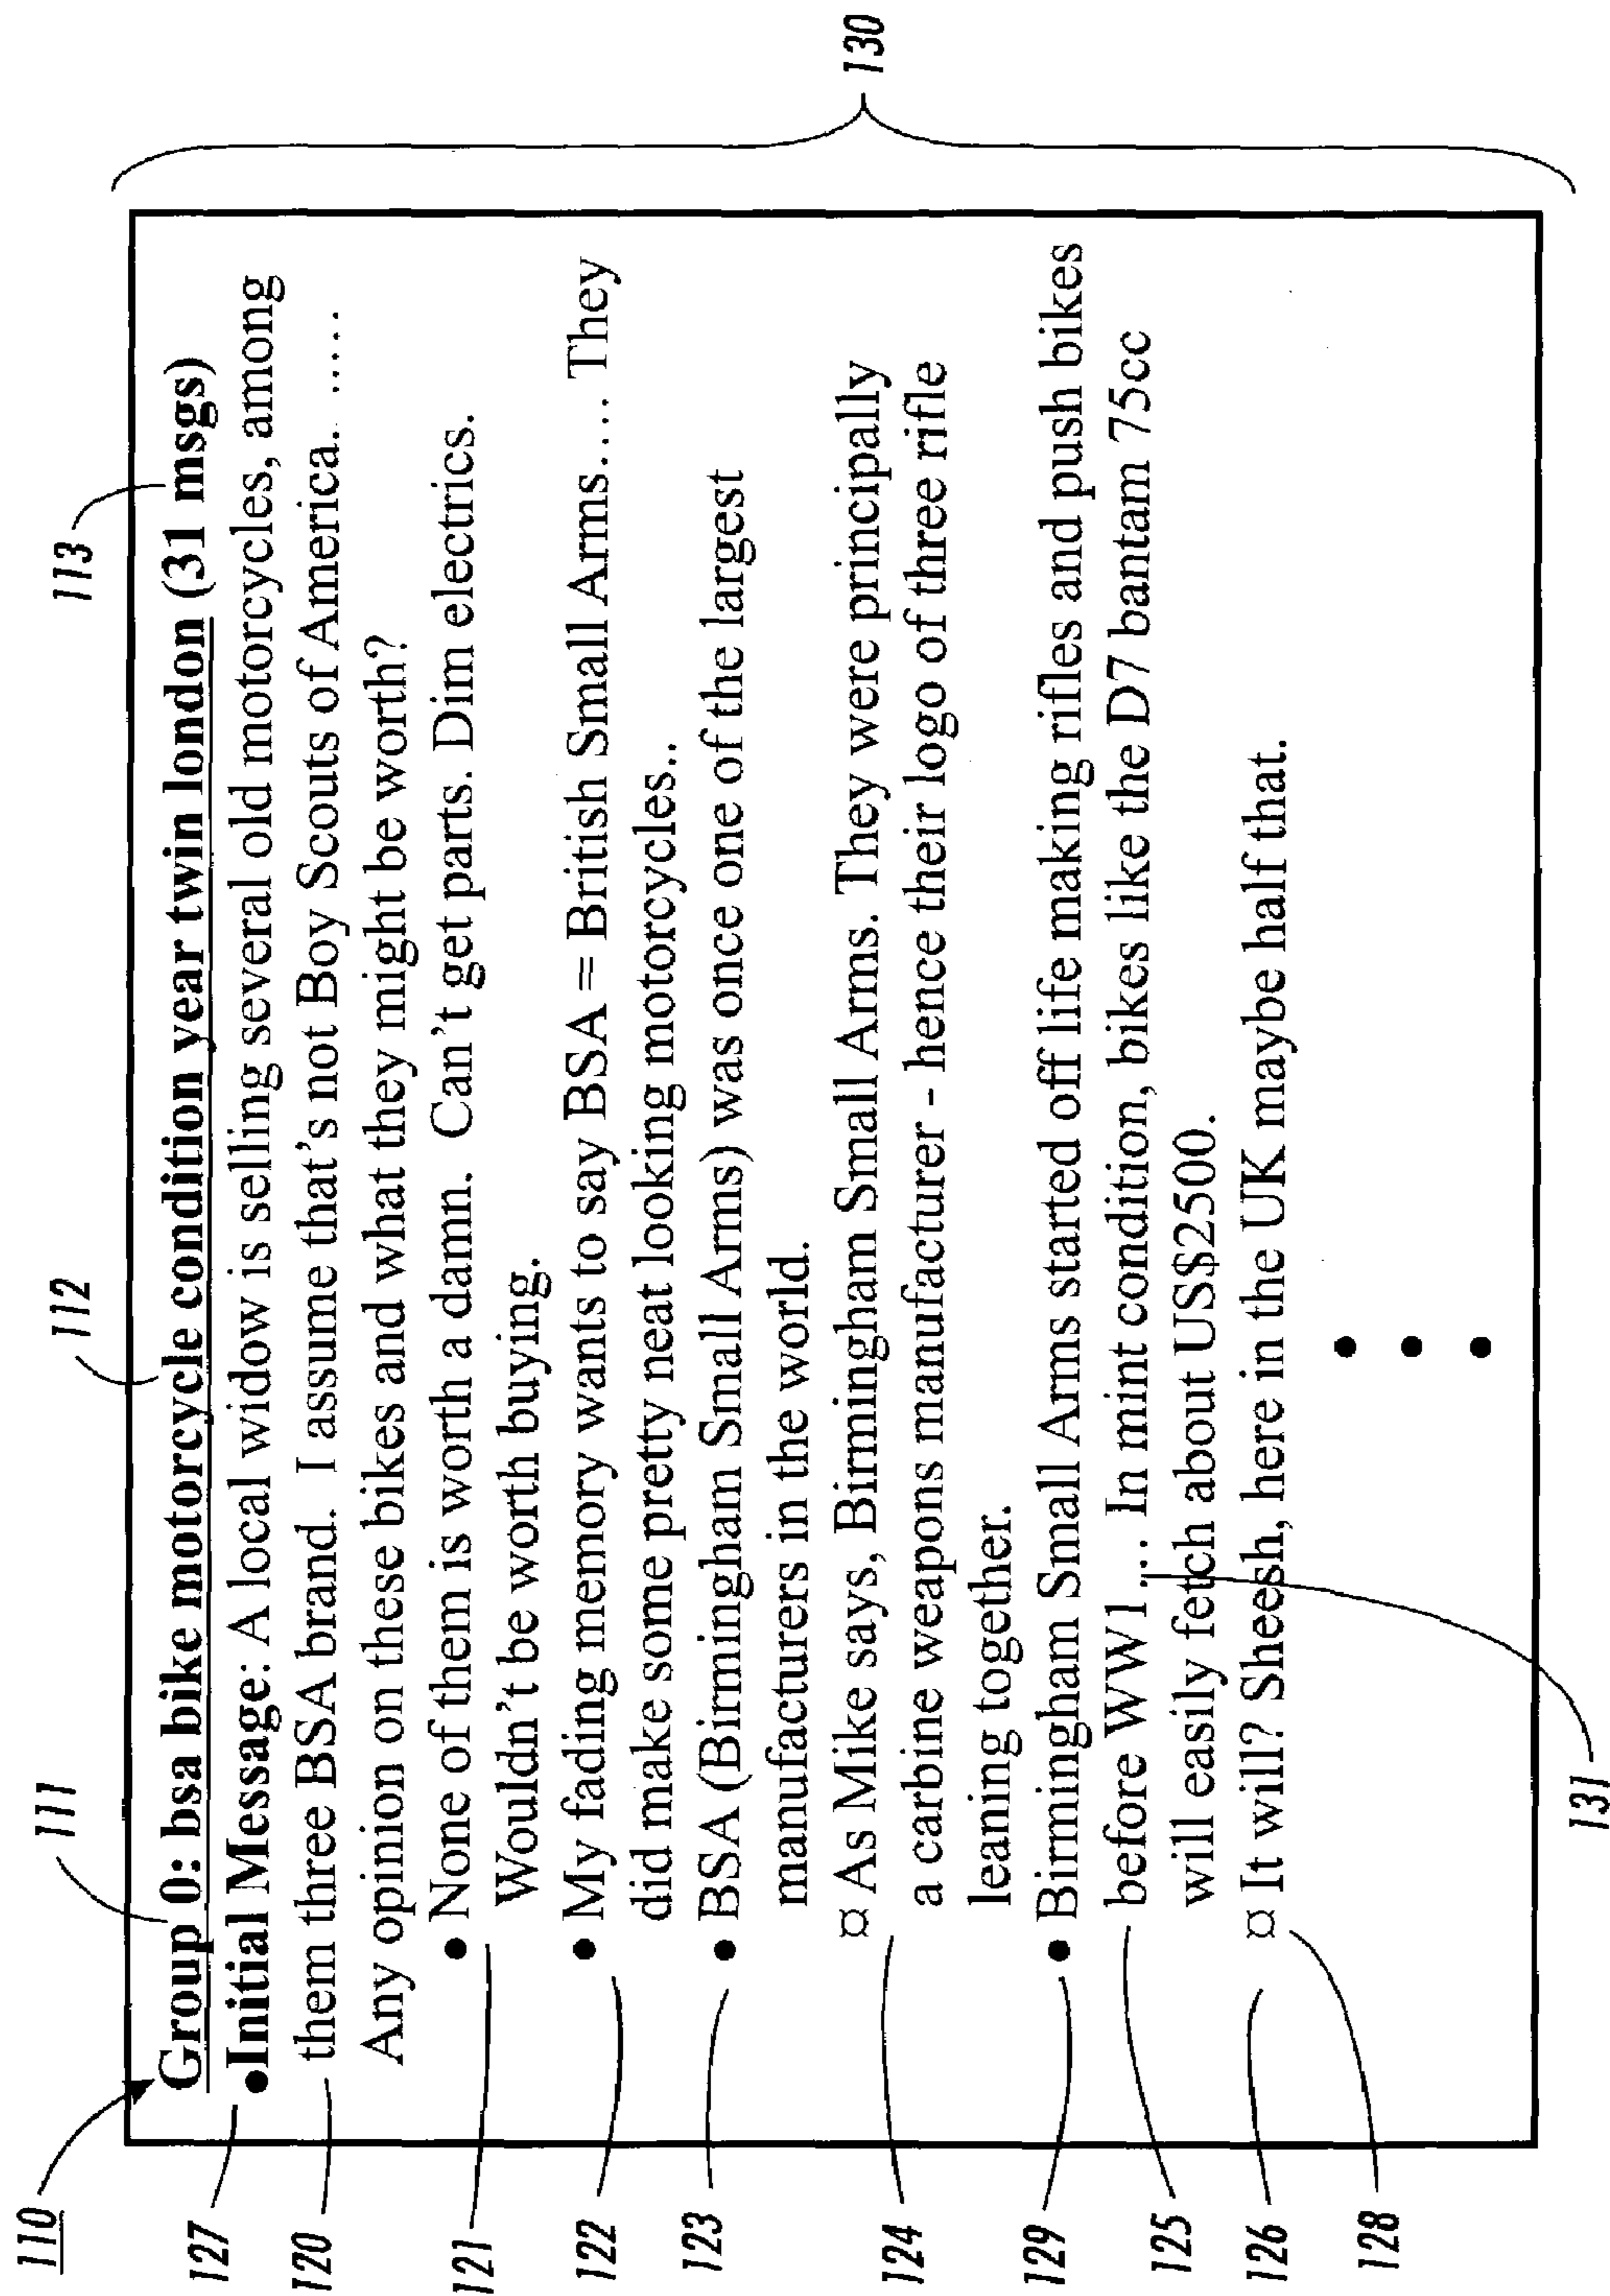 110
111
112
113
Group 0: bsa bike motorcycle condition year twin london (31 msgs)
127
●Initial Message: A local widow is selling several old motorcycles, among
120
them three BSA brand. I assume that's not Boy Scouts of America. .....
Any opinion on these bikes and what they might be worth?
121
● None of them is worth a damn. Can't get parts. Dim electrics.
Wouldn't be worth buying.
122
● My fading memory wants to say BSA = British Small Arms.... They
did make some pretty neat looking motorcycles..
123
● BSA (Birmingham Small Arms) was once one of the largest
manufacturers in the world.
124
¤ As Mike says, Birmingham Small Arms. They were principally
a carbine weapons manufacturer - hence their logo of three rifle
leaning together.
129
● Birmingham Small Arms started off life making rifles and push bikes
125
before WW1 ... In mint condition, bikes like the D7 bantam 75cc
will easily fetch about US$2500.
126
¤ It will? Sheesh, here in the UK maybe half that.
128
●
●
●
130
131